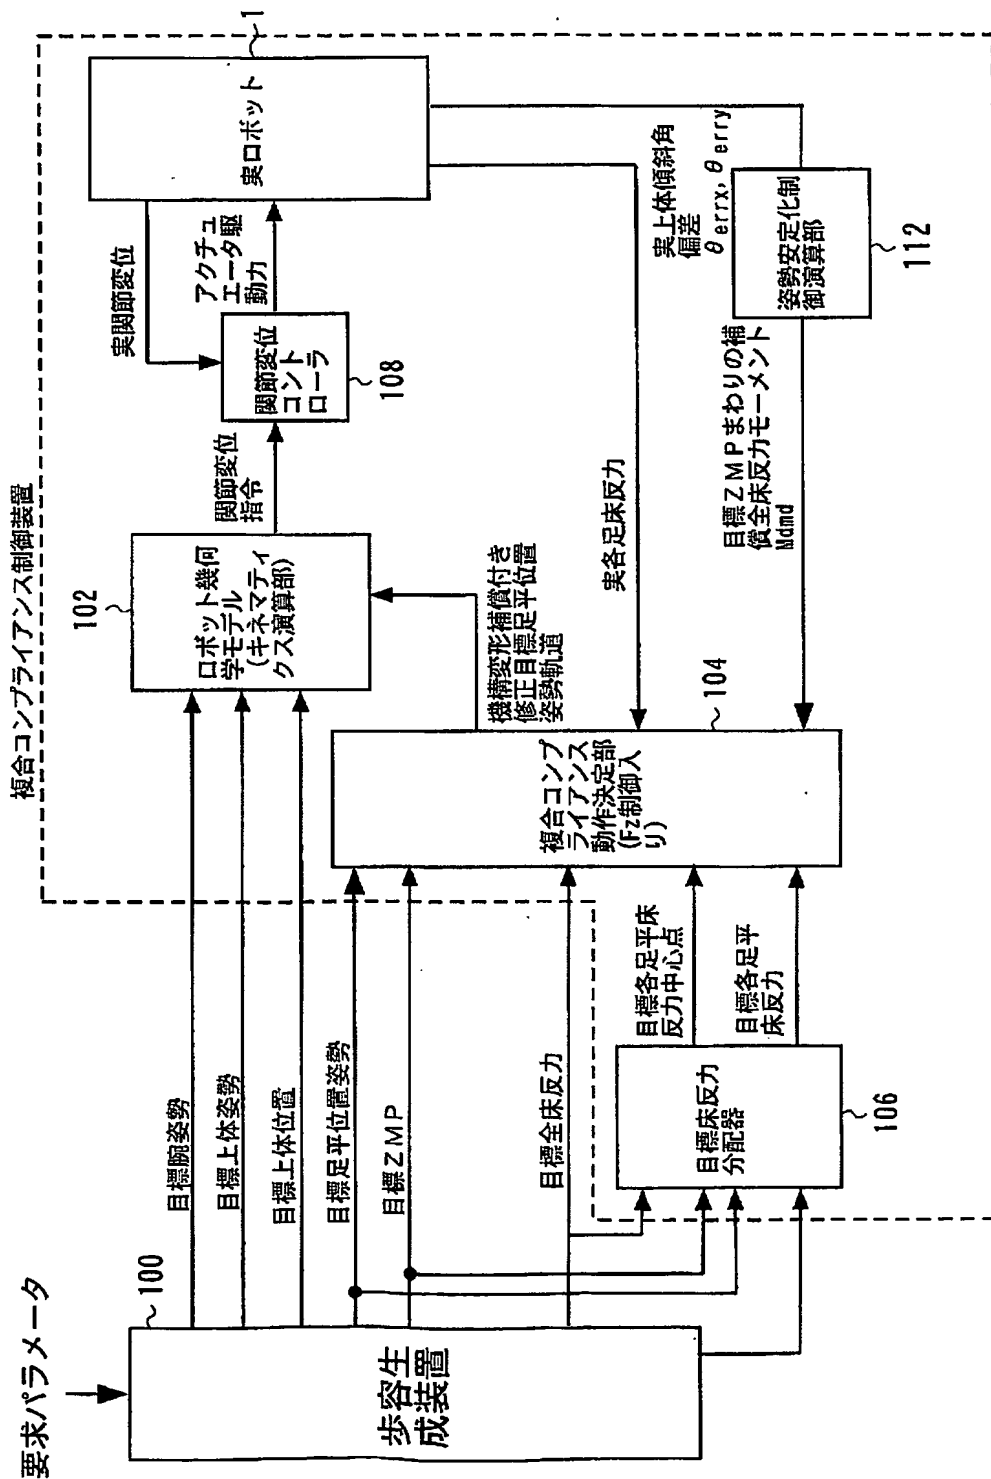 要求パラメータ
100
歩容生
成装置
目標腕姿勢
目標上体姿勢
目標上体位置
目標足平位置姿勢
目標ZMP
目標全床反力
目標床反力
分配器
106
目標各足平床
反力中心点
目標各足平
床反力
複合コンプライアンス制御装置
102
ロボット幾何
学モデル
(キネマティ
クス演算部)
機構変形補償付き
修正目標足平位置
姿勢軌道
104
複合コンプ
ライアンス
動作決定部
(Fz制御入
り)
関節変位
指令
関節変位
コント
ローラ
108
実関節変位
アクチュ
エータ駆
動力
1
実ロボット
実各足床反力
実上体傾斜角
偏差
θerrx, θerry
姿勢安定化制
御演算部
112
目標ZMPまわりの補
償全床反力モーメント
Mdmd